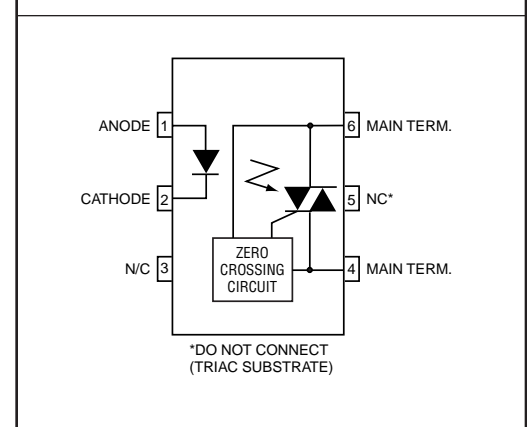 ANODE 1
6 MAIN TERM.
CATHODE 2
5 NC*
N/C 3
ZERO
CROSSING
CIRCUIT
4 MAIN TERM.
*DO NOT CONNECT
(TRIAC SUBSTRATE)